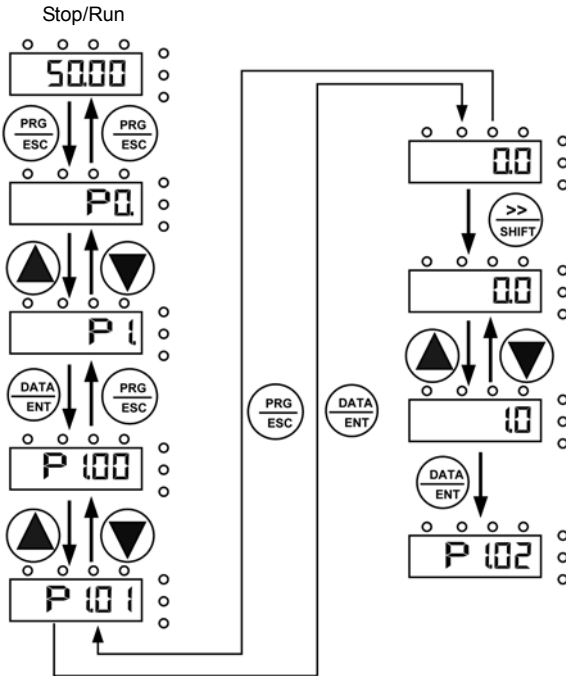 Stop/Run
50.00
PRG
ESC
PRG
ESC
P0.
P1.
DATA
ENT
PRG
ESC
P1.00
P1.01
PRG
ESC
DATA
ENT
0.0
>>
SHIFT
0.0
1.0
DATA
ENT
P1.02